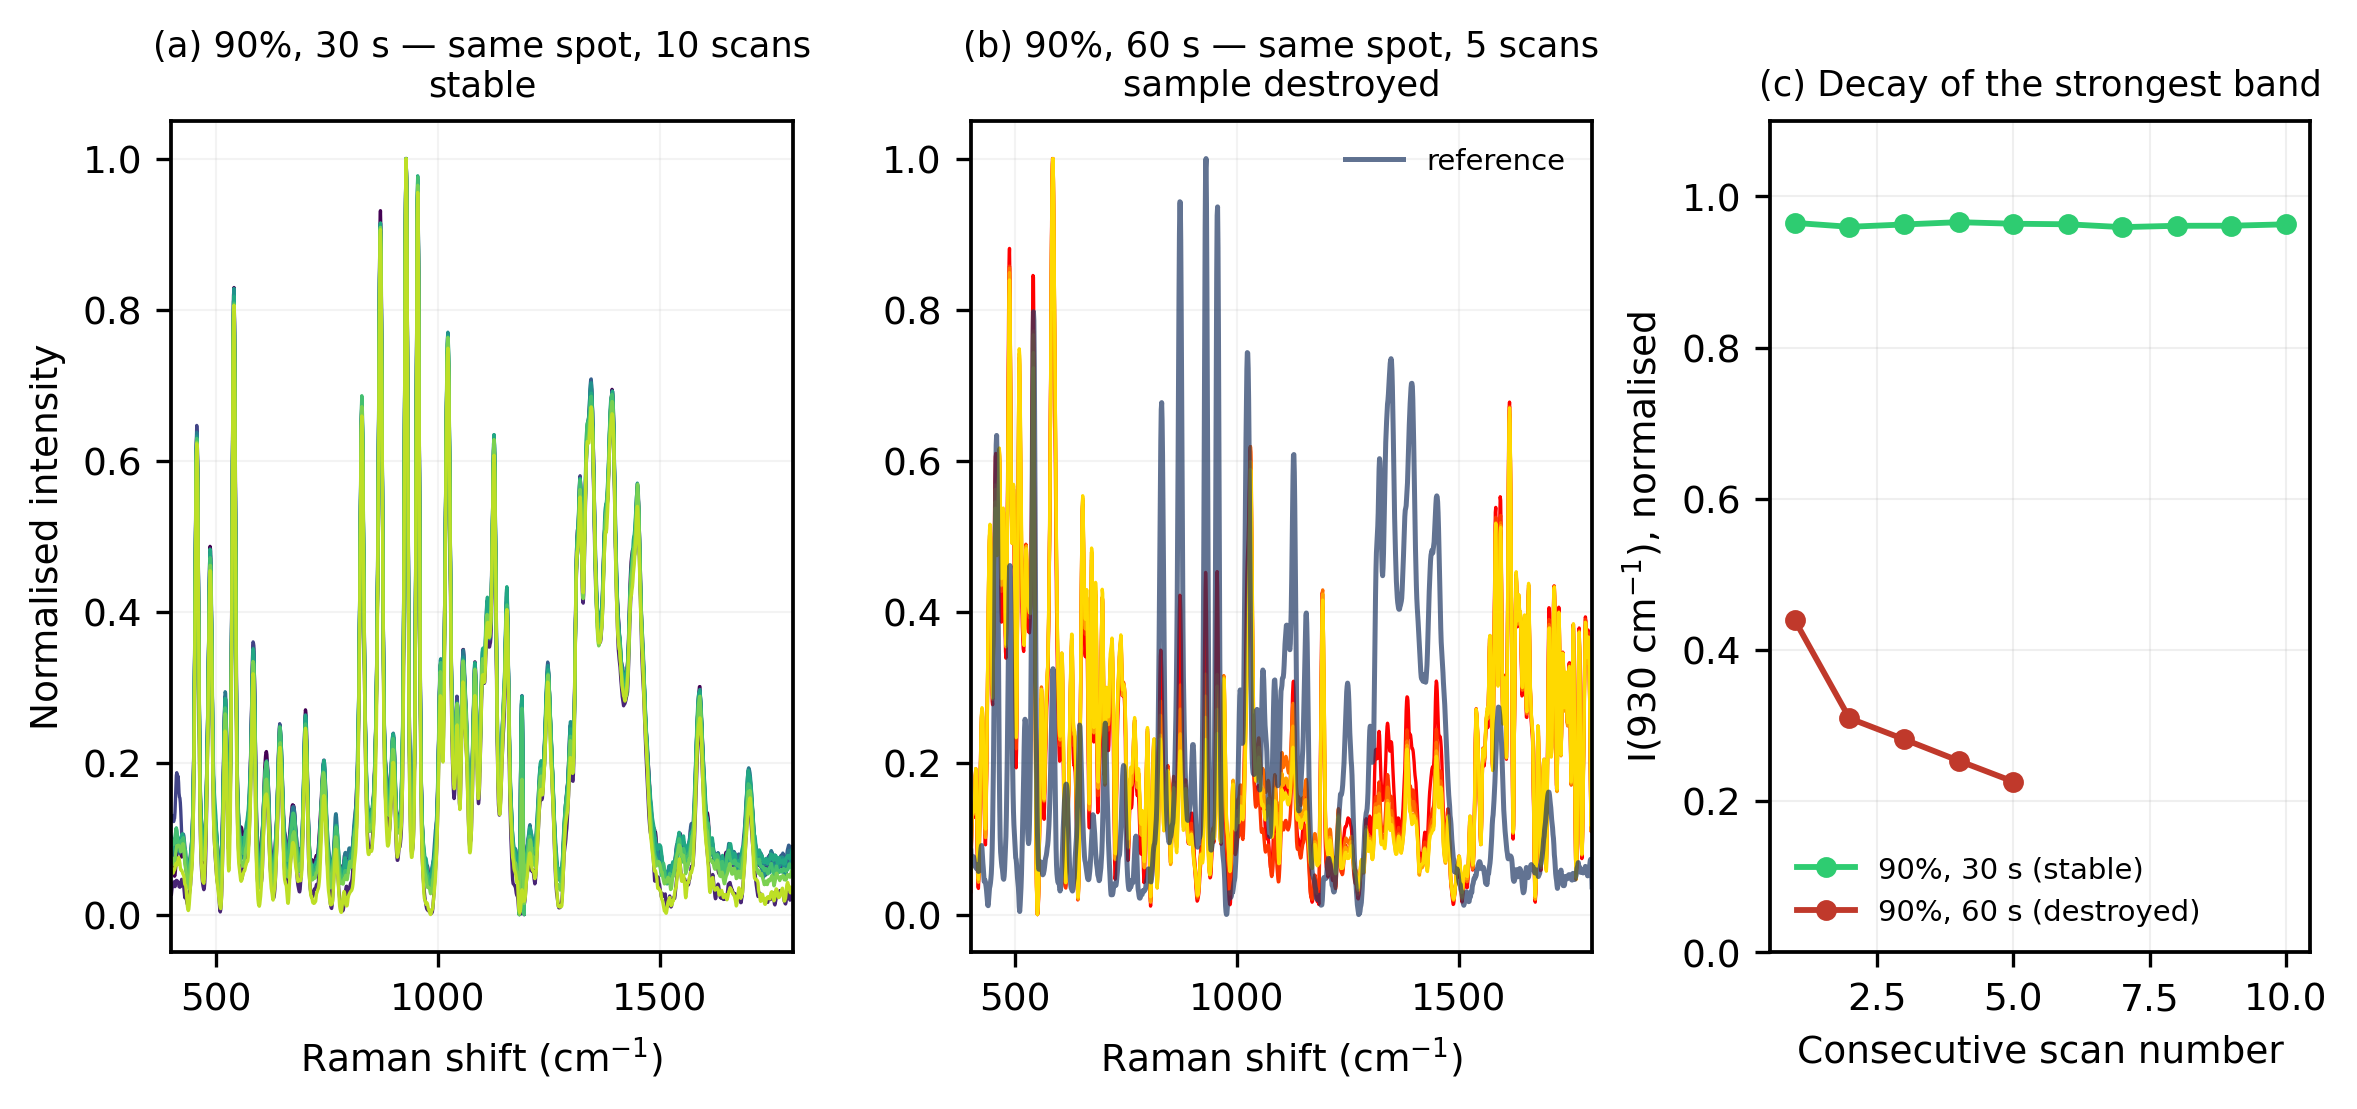 (a) 90%, 30 s — same spot, 10 scans
stable
(b) 90%, 60 s — same spot, 5 scans
sample destroyed
(c) Decay of the strongest band
Normalised intensity
1.0
0.8
0.6
0.4
0.2
0.0
500
1000
1500
Raman shift (cm⁻¹)
reference
1.0
0.8
0.6
0.4
0.2
0.0
500
1000
1500
Raman shift (cm⁻¹)
I(930 cm⁻¹), normalised
1.0
0.8
0.6
0.4
0.2
0.0
90%, 30 s (stable)
90%, 60 s (destroyed)
2.5
5.0
7.5
10.0
Consecutive scan number